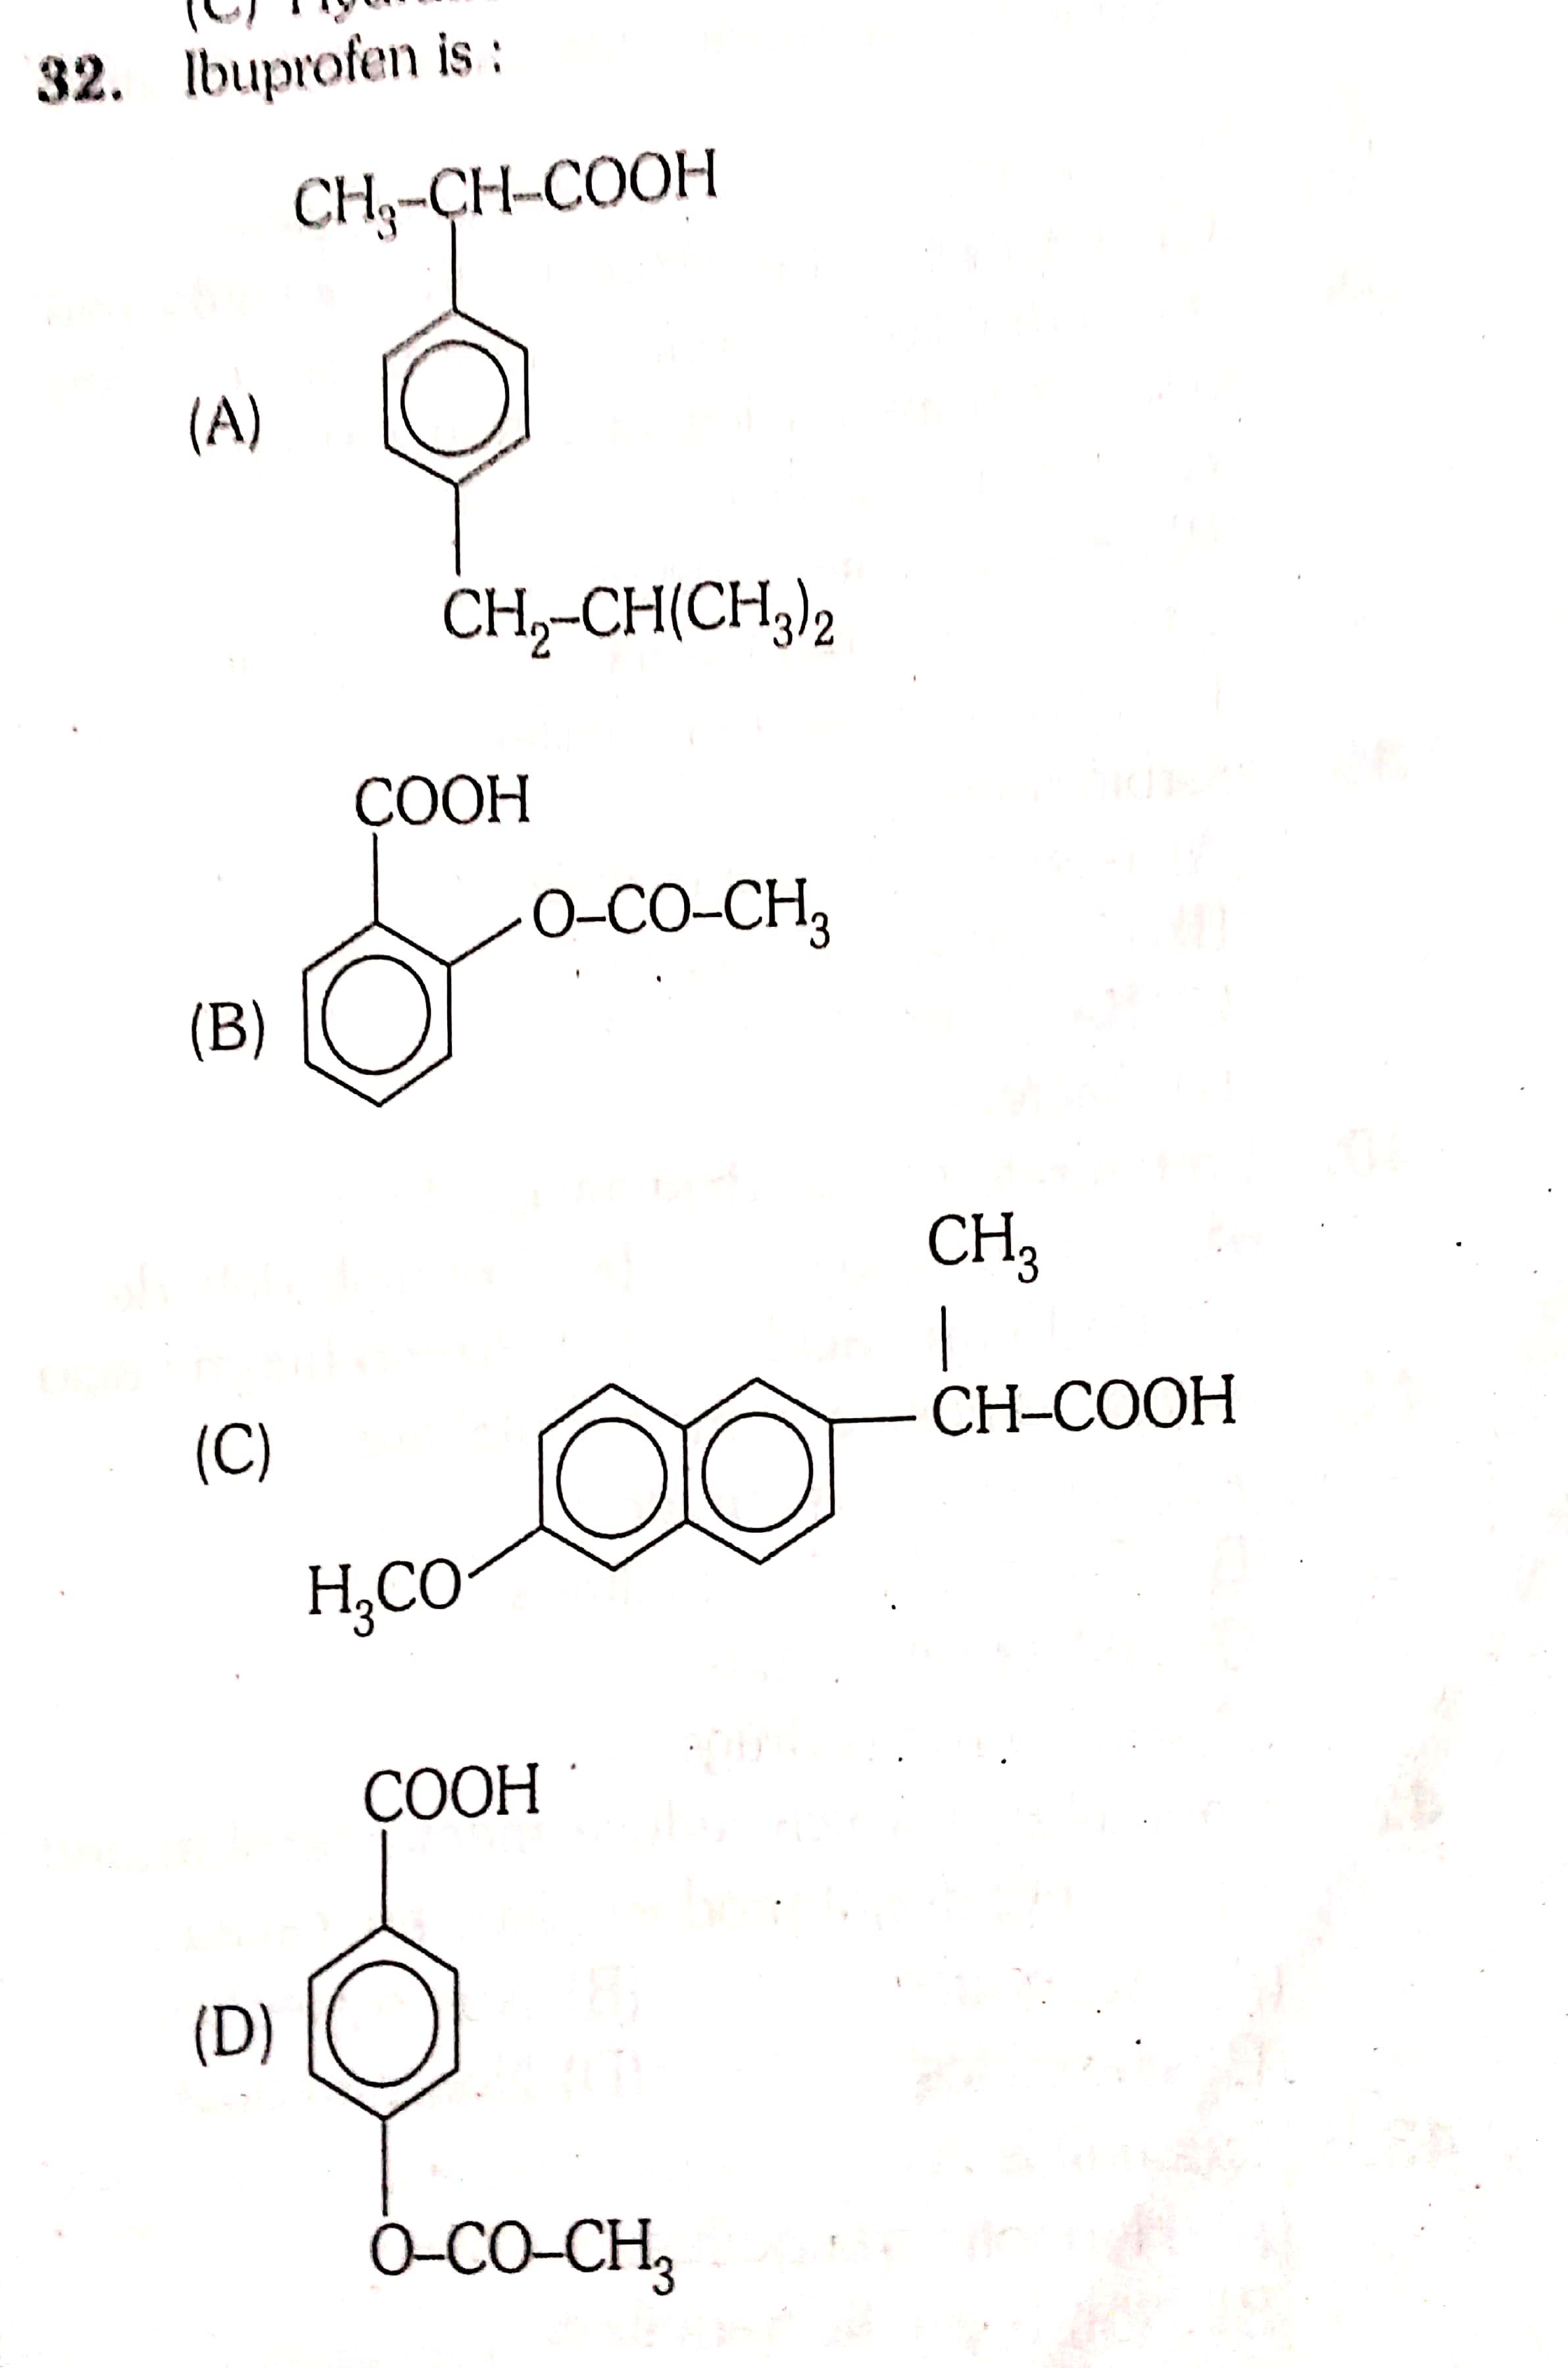 32. Ibuprofen is :
CH₃–CH–COOH
(A)
CH₂–CH(CH₃)₂
COOH
O–CO–CH₃
(B)
CH₃
CH–COOH
(C)
H₃CO
COOH
(D)
O–CO–CH₃